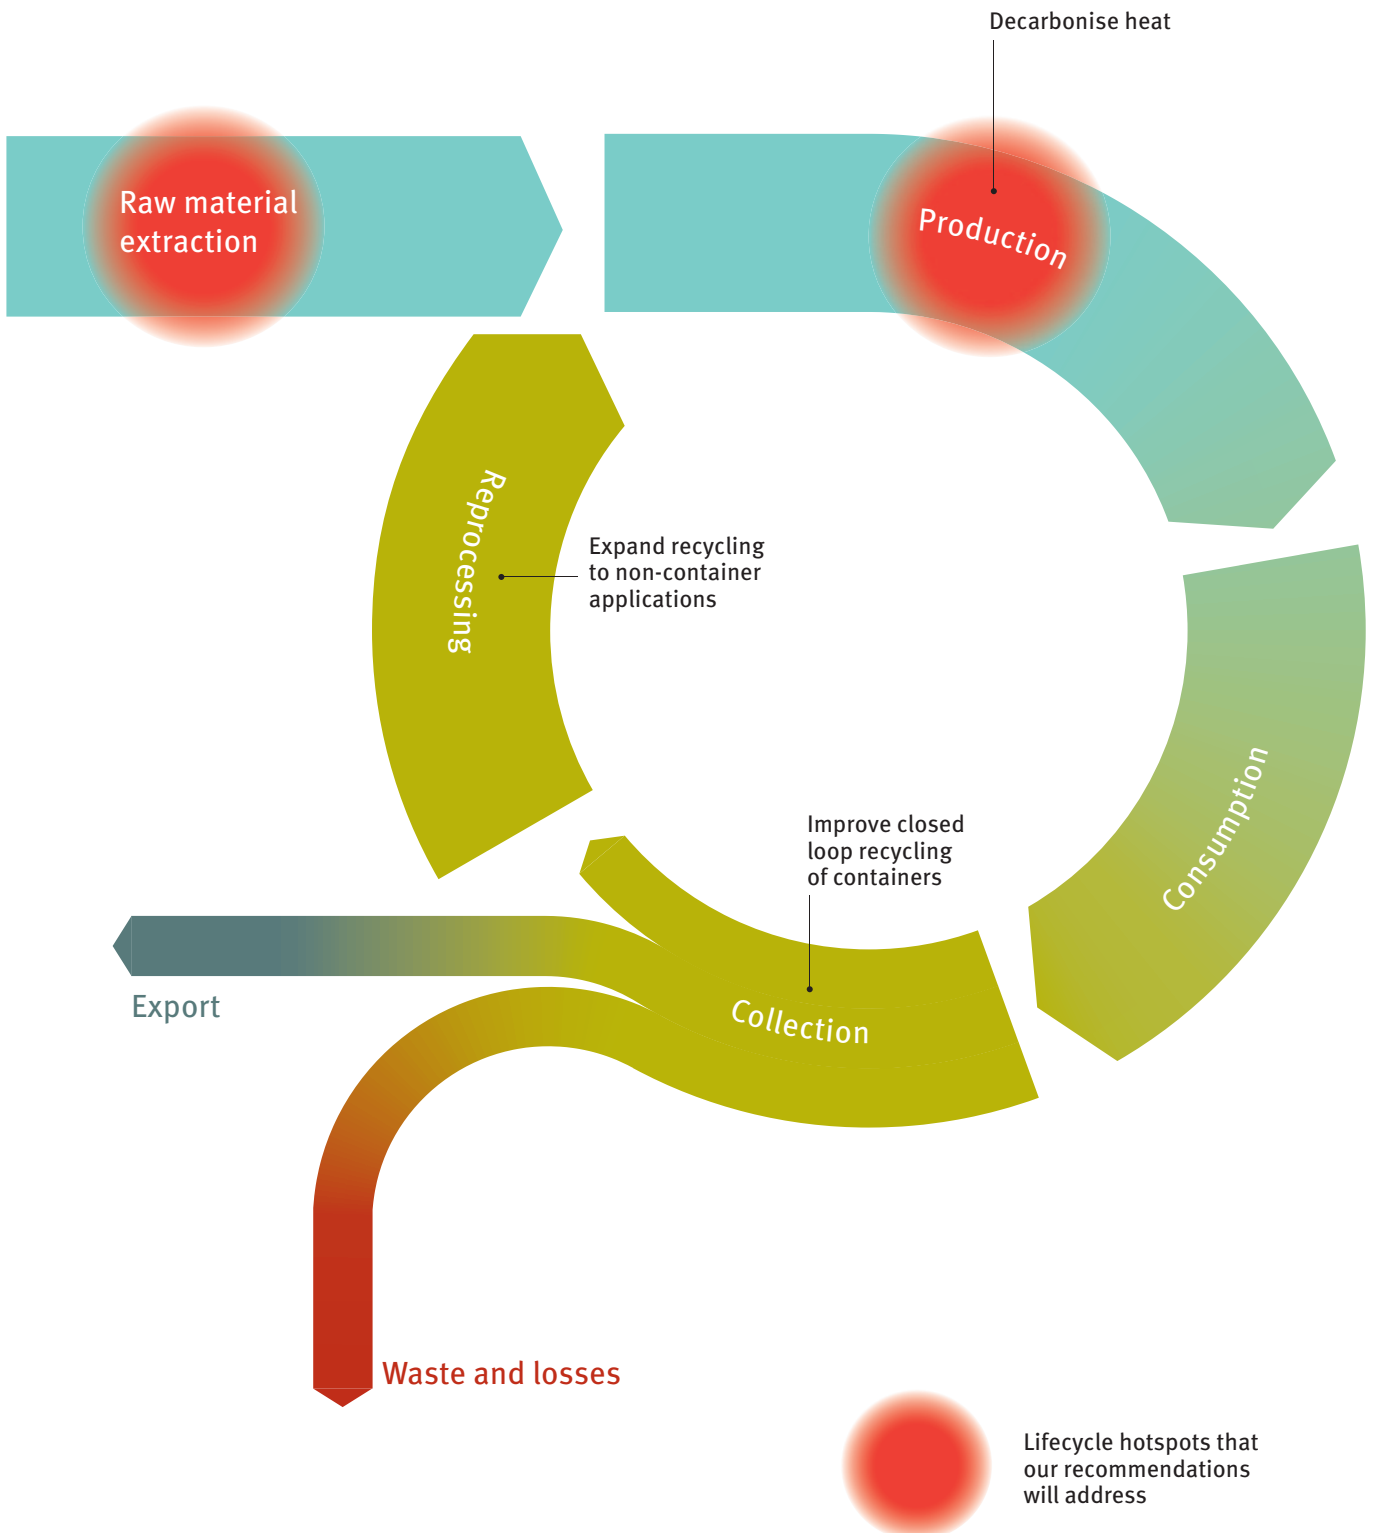 Decarbonise heat
Raw material
extraction
Production
Reprocessing
Expand recycling
to non-container
applications
Consumption
Improve closed
loop recycling
of containers
Collection
Export
Waste and losses
Lifecycle hotspots that
our recommendations
will address